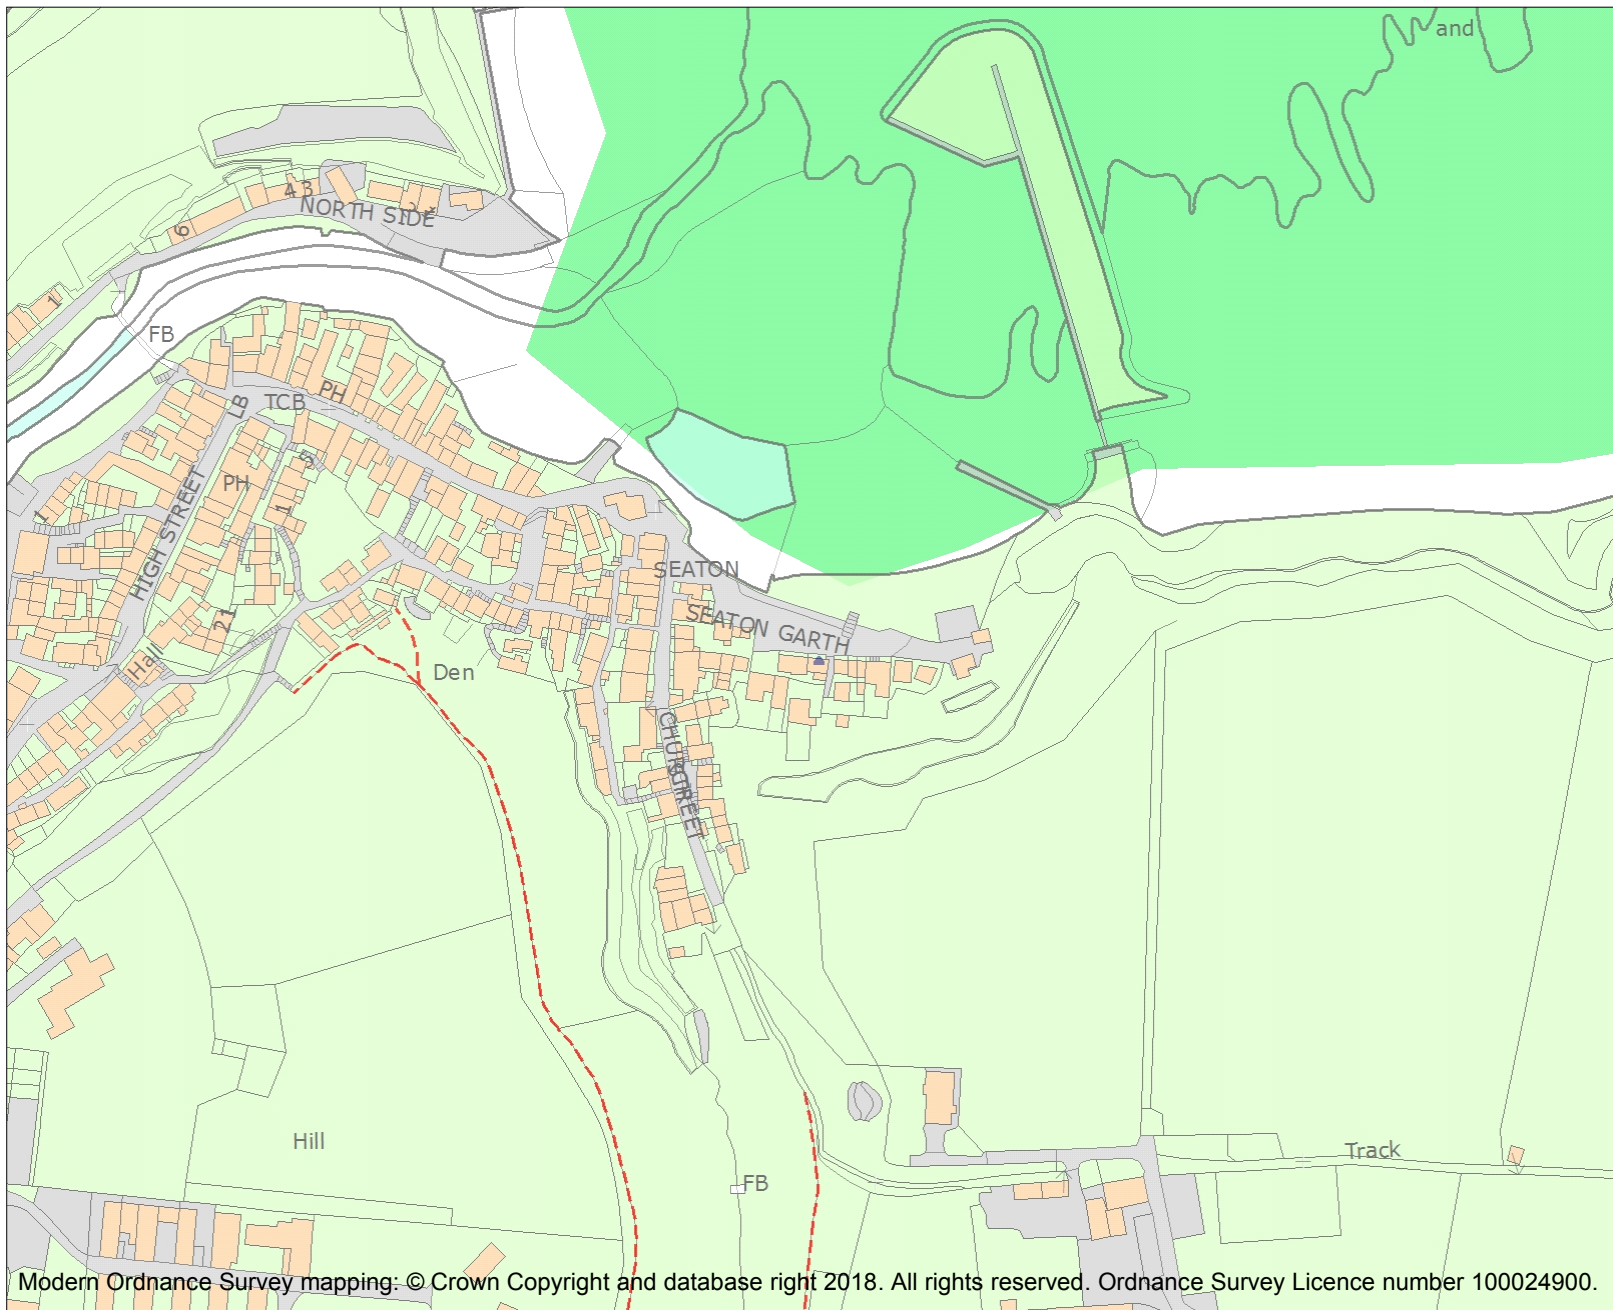 and
4 3
NORTH SIDE
6
1
FB
PH
TCB
LB
5
PH
1
1
HIGH STREET
SEATON
SEATON GARTH
21
Hall
Den
CHURCH
STREET
Hill
Track
FB
Modern Ordnance Survey mapping: © Crown Copyright and database right 2018. All rights reserved. Ordnance Survey Licence number 100024900.